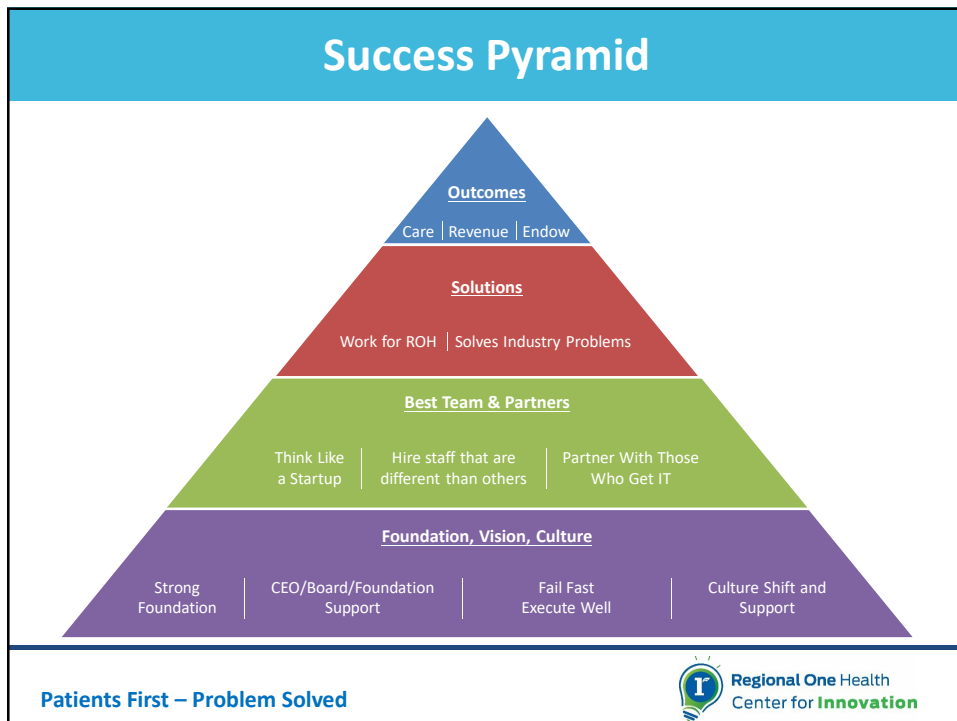 Success Pyramid
Outcomes
Care | Revenue | Endow
Solutions
Work for ROH | Solves Industry Problems
Best Team & Partners
Think Like
a Startup
Hire staff that are
different than others
Partner With Those
Who Get IT
Foundation, Vision, Culture
Strong
Foundation
CEO/Board/Foundation
Support
Fail Fast
Execute Well
Culture Shift and
Support
Patients First – Problem Solved
r
Regional One Health
Center for Innovation